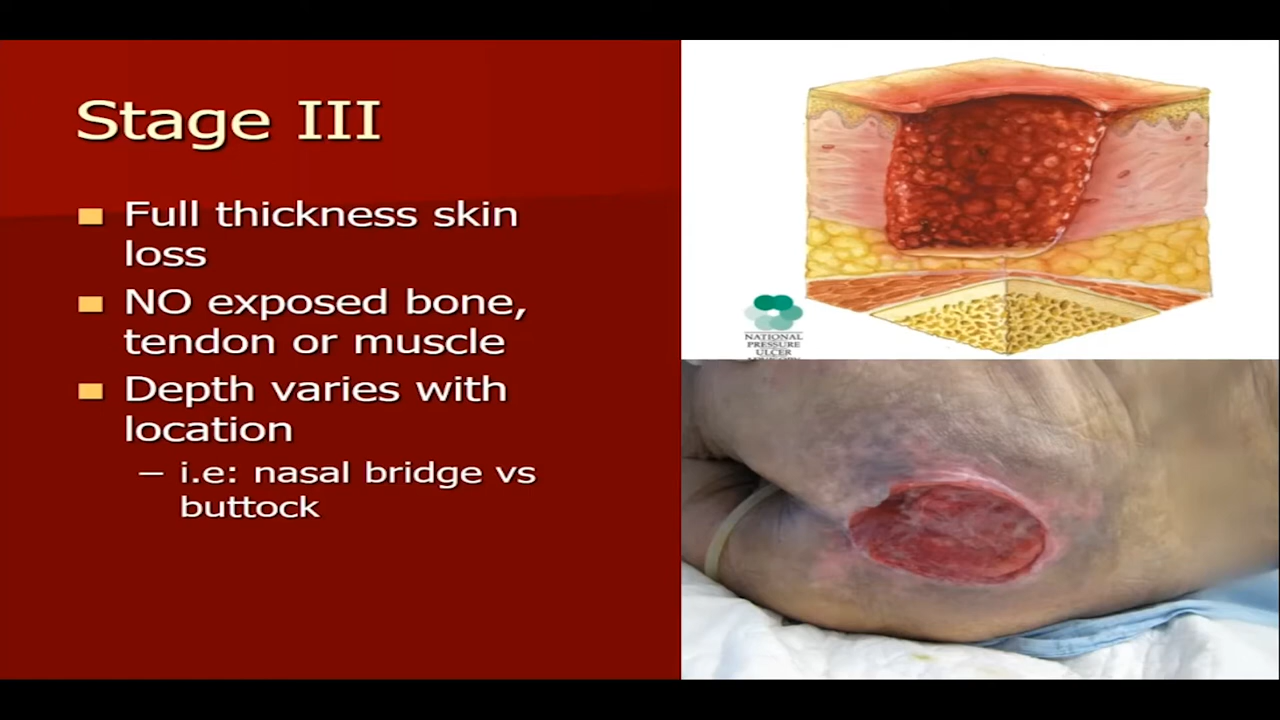 Stage III
Full thickness skin
loss
NO exposed bone,
tendon or muscle
Depth varies with
location
– i.e: nasal bridge vs
buttock
NATIONAL
PRESSURE
ULCER